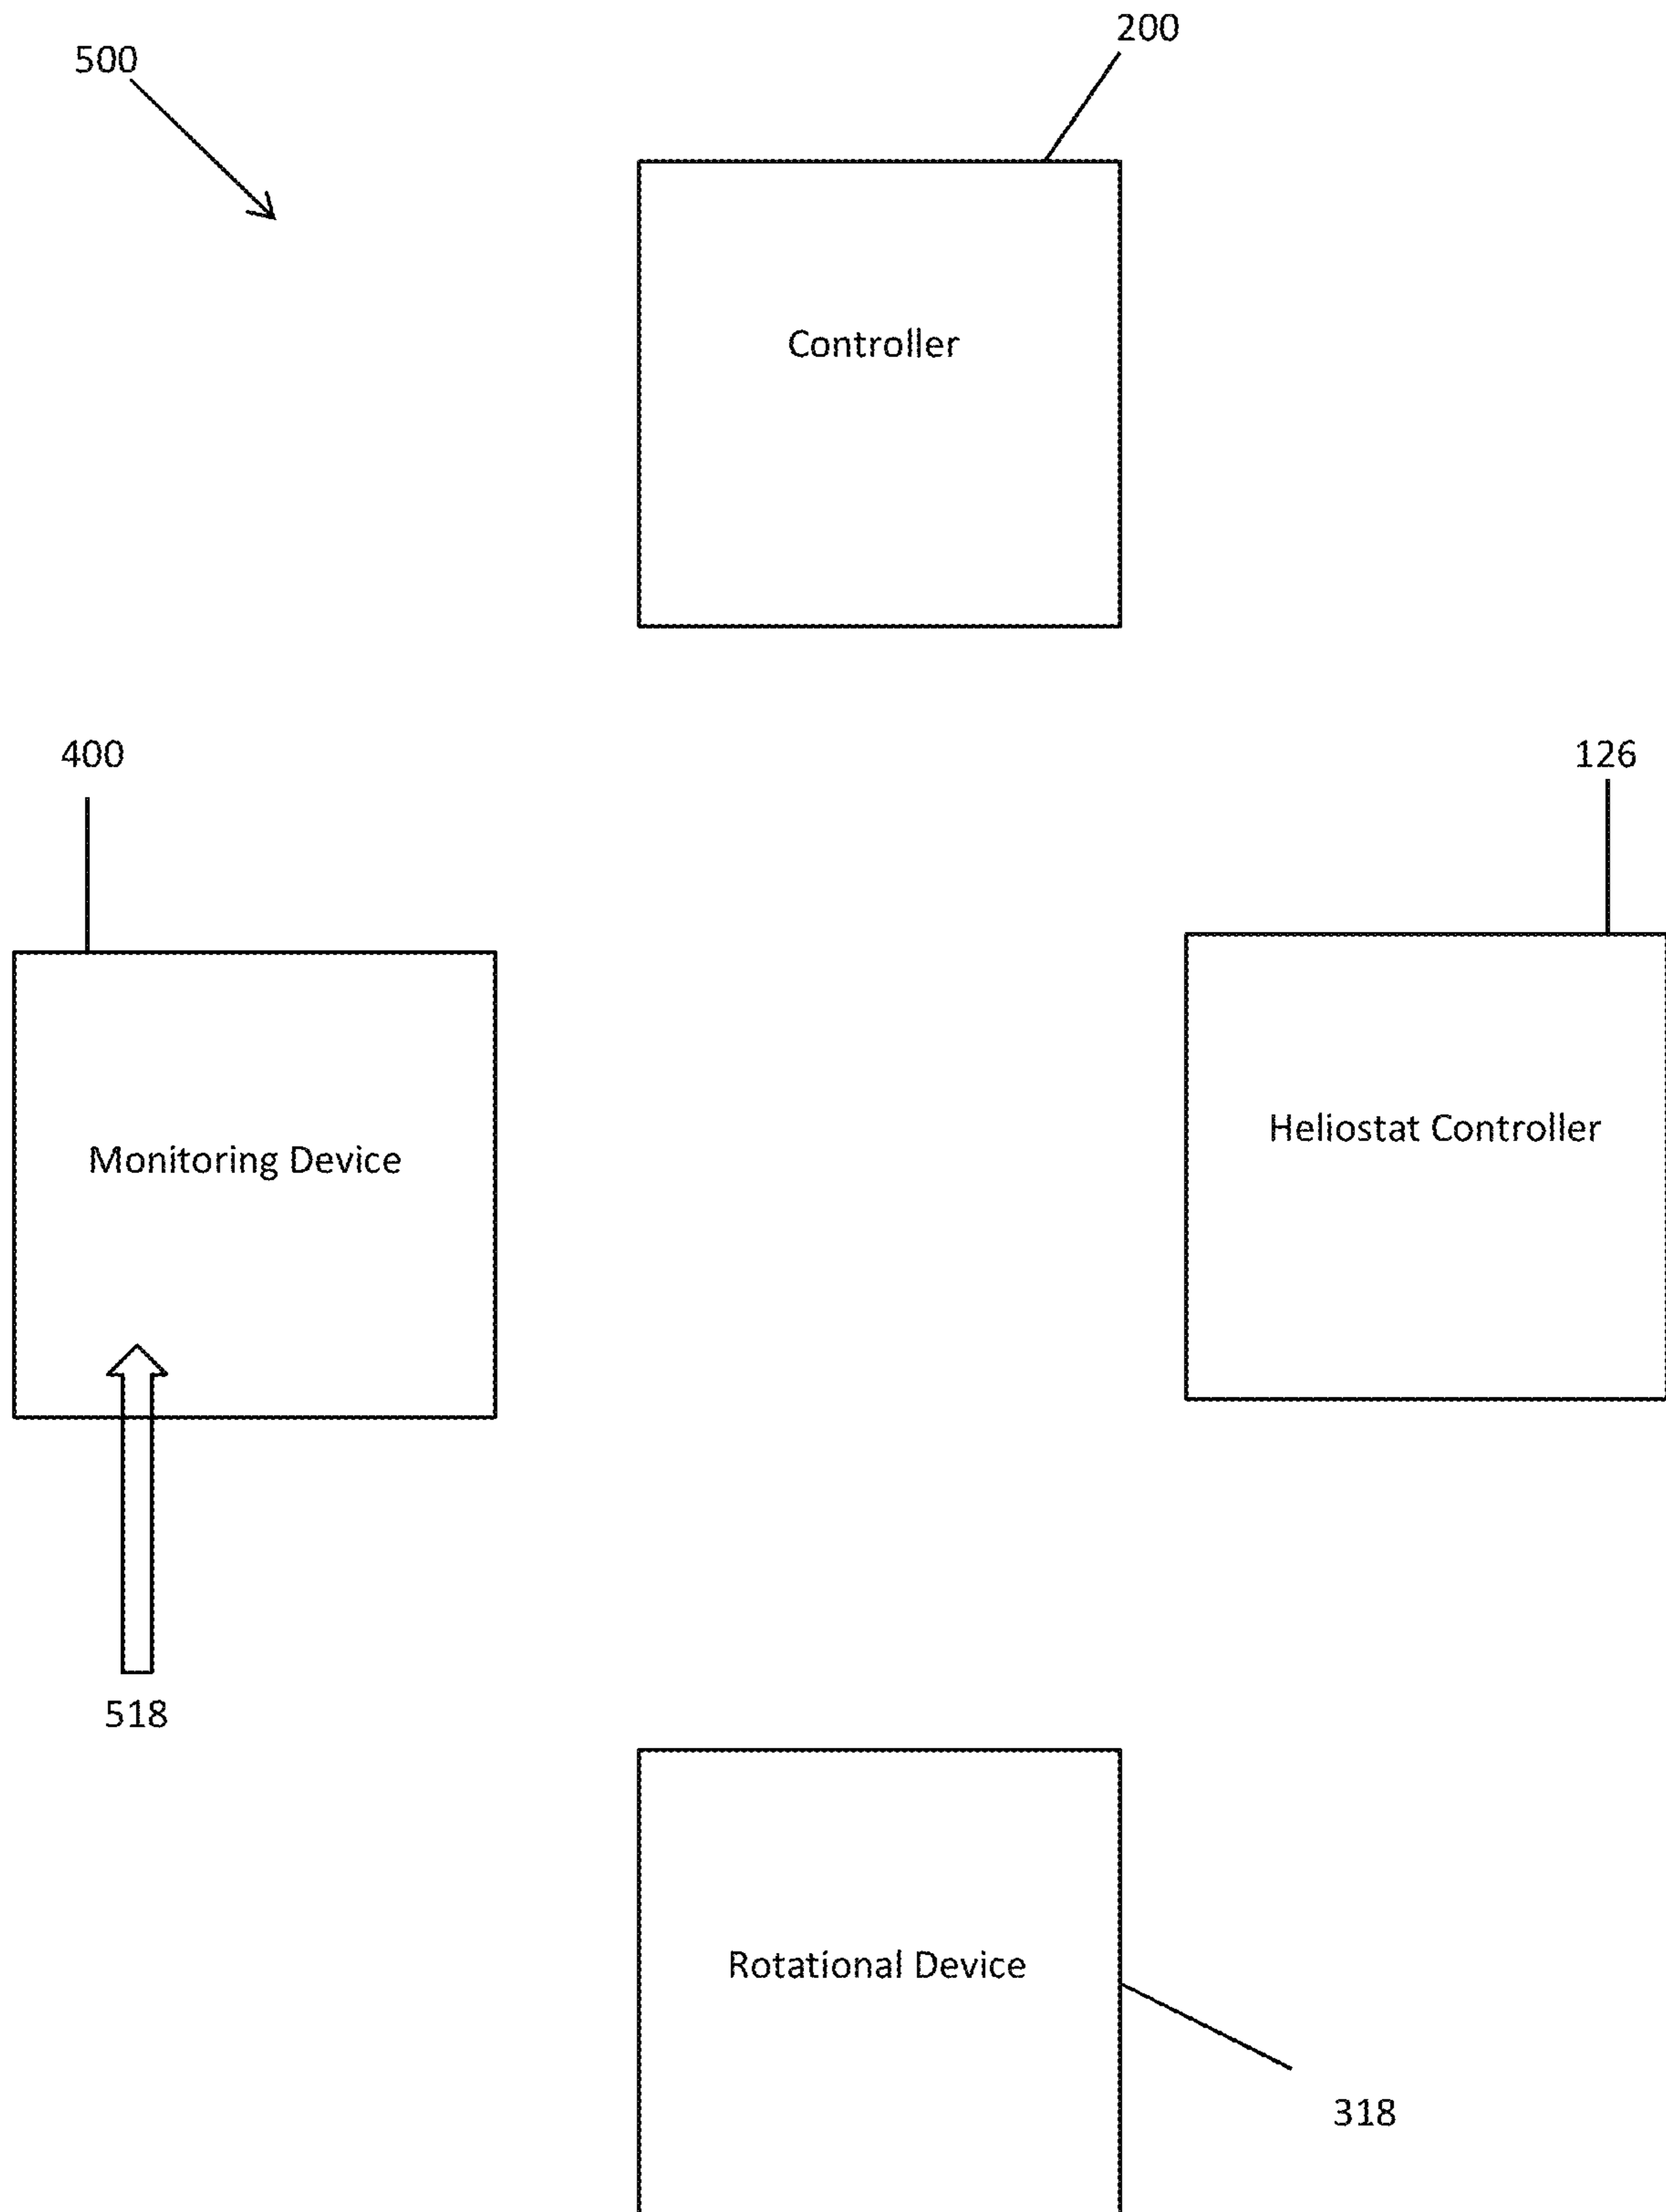 200
500
Controller
400
126
Heliostat Controller
Monitoring Device
518
Rotational Device
318